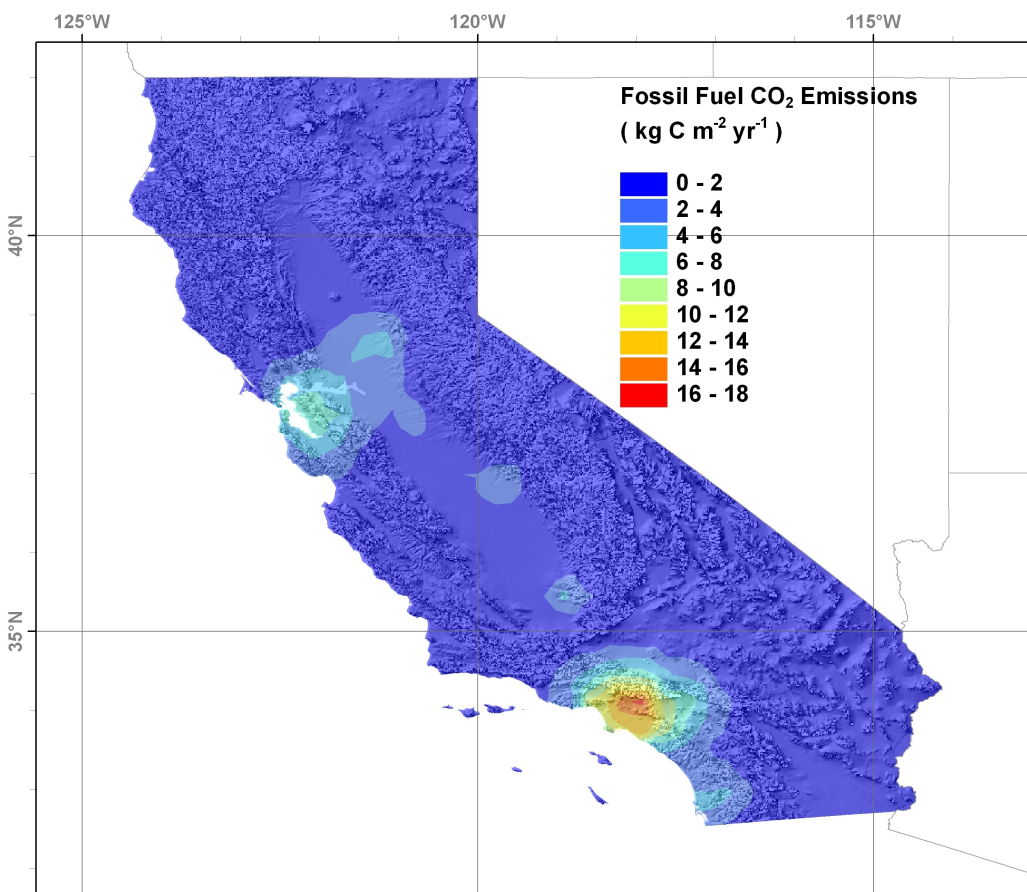 125°W 120°W 115°W
Fossil Fuel CO₂ Emissions
( kg C m⁻² yr⁻¹ )
0 - 2
2 - 4
40°N
4 - 6
6 - 8
8 - 10
10 - 12
12 - 14
14 - 16
16 - 18
35°N